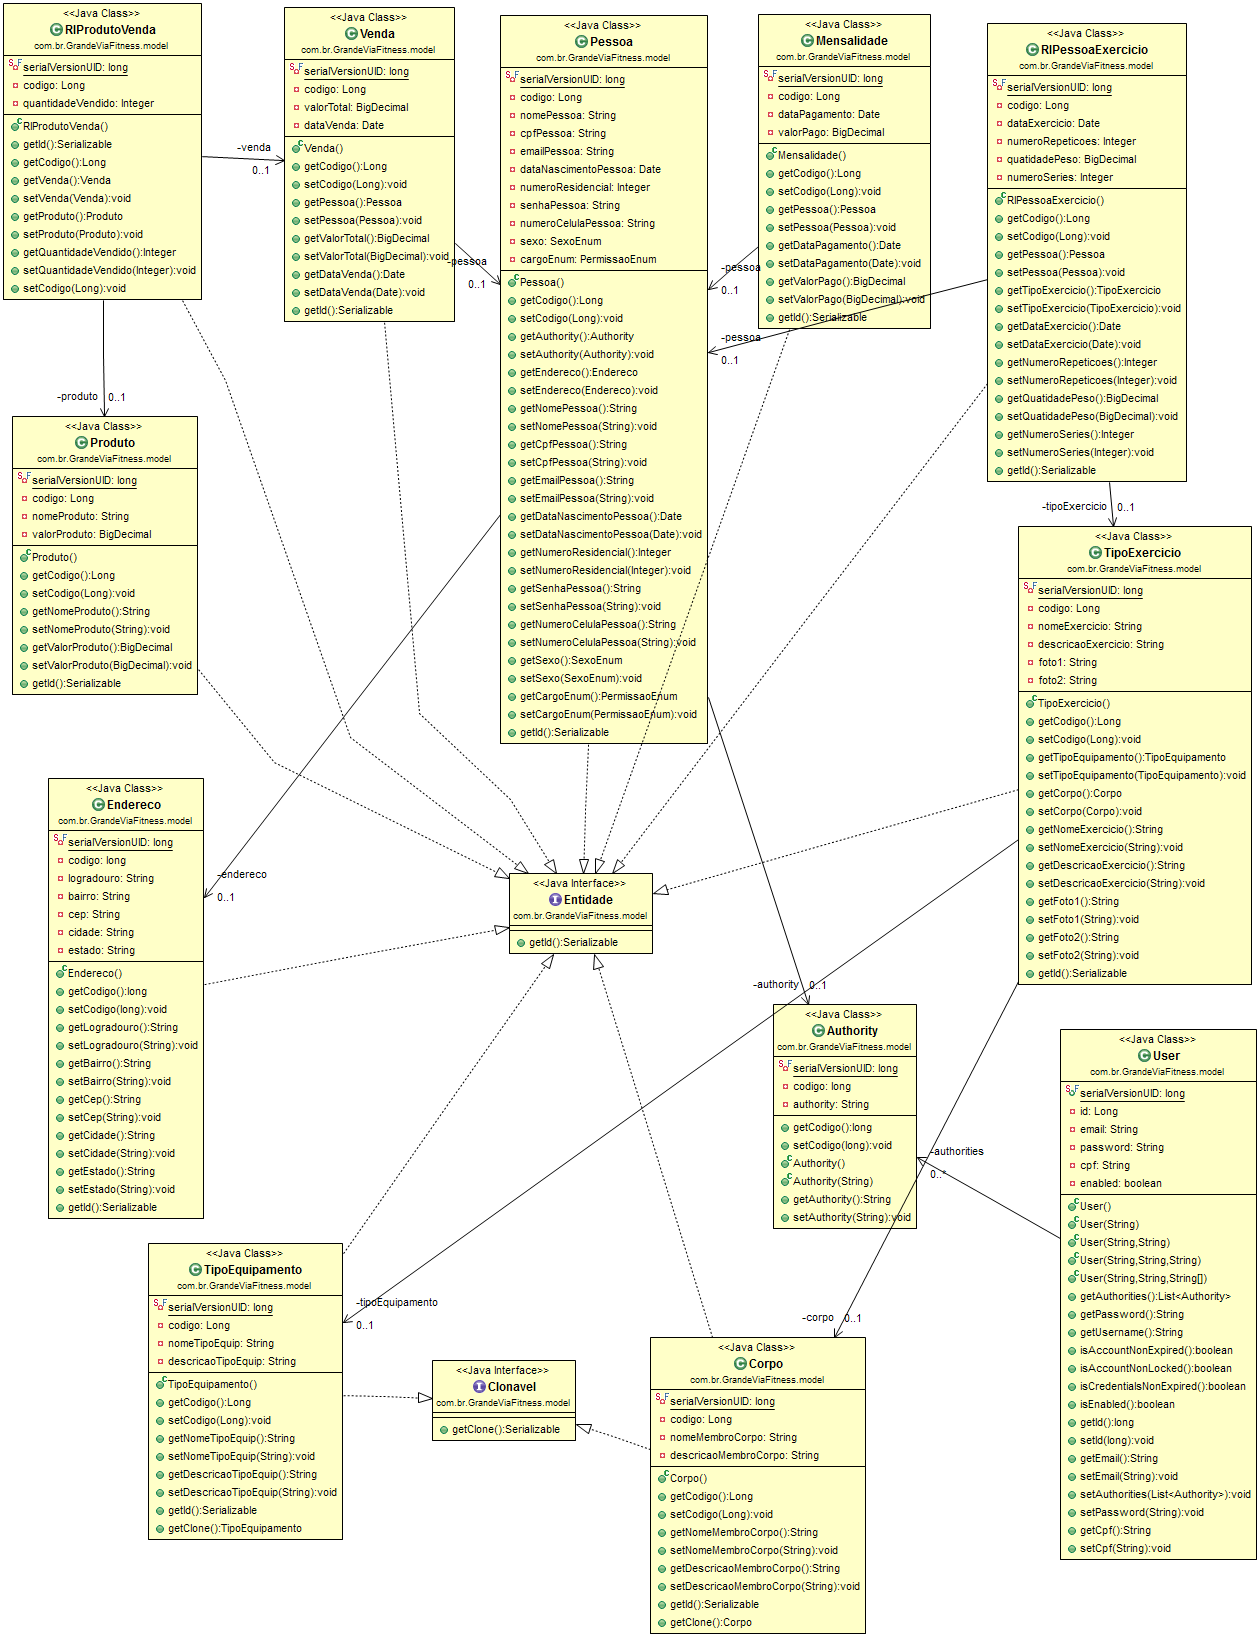 <<Java Class>>
RlProdutoVenda
com.br.GrandeViaFitness.model
serialVersionUID: long
codigo: Long
quantidadeVendido: Integer
RlProdutoVenda()
getId():Serializable
getCodigo():Long
getVenda():Venda
setVenda(Venda):void
getProduto():Produto
setProduto(Produto):void
getQuantidadeVendido():Integer
setQuantidadeVendido(Integer):void
setCodigo(Long):void
-venda
0..1
<<Java Class>>
Venda
com.br.GrandeViaFitness.model
serialVersionUID: long
codigo: Long
valorTotal: BigDecimal
dataVenda: Date
Venda()
getCodigo():Long
setCodigo(Long):void
getPessoa():Pessoa
setPessoa(Pessoa):void
getValorTotal():BigDecimal
setValorTotal(BigDecimal):void
getDataVenda():Date
setDataVenda(Date):void
getId():Serializable
-pessoa
0..1
<<Java Class>>
Pessoa
com.br.GrandeViaFitness.model
serialVersionUID: long
codigo: Long
nomePessoa: String
cpfPessoa: String
emailPessoa: String
dataNascimentoPessoa: Date
numeroResidencial: Integer
senhaPessoa: String
numeroCelulaPessoa: String
sexo: SexoEnum
cargoEnum: PermissaoEnum
Pessoa()
getCodigo():Long
setCodigo(Long):void
getAuthority():Authority
setAuthority(Authority):void
getEndereco():Endereco
setEndereco(Endereco):void
getNomePessoa():String
setNomePessoa(String):void
getCpfPessoa():String
setCpfPessoa(String):void
getEmailPessoa():String
setEmailPessoa(String):void
getDataNascimentoPessoa():Date
setDataNascimentoPessoa(Date):void
getNumeroResidencial():Integer
setNumeroResidencial(Integer):void
getSenhaPessoa():String
setSenhaPessoa(String):void
getNumeroCelulaPessoa():String
setNumeroCelulaPessoa(String):void
getSexo():SexoEnum
setSexo(SexoEnum):void
getCargoEnum():PermissaoEnum
setCargoEnum(PermissaoEnum):void
getId():Serializable
<<Java Class>>
Mensalidade
com.br.GrandeViaFitness.model
serialVersionUID: long
codigo: Long
dataPagamento: Date
valorPago: BigDecimal
Mensalidade()
getCodigo():Long
setCodigo(Long):void
getPessoa():Pessoa
setPessoa(Pessoa):void
getDataPagamento():Date
setDataPagamento(Date):void
getValorPago():BigDecimal
setValorPago(BigDecimal):void
getId():Serializable
-pessoa
0..1
-pessoa
0..1
<<Java Class>>
RlPessoaExercicio
com.br.GrandeViaFitness.model
serialVersionUID: long
codigo: Long
dataExercicio: Date
numeroRepeticoes: Integer
quatidadePeso: BigDecimal
numeroSeries: Integer
RlPessoaExercicio()
getCodigo():Long
setCodigo(Long):void
getPessoa():Pessoa
setPessoa(Pessoa):void
getTipoExercicio():TipoExercicio
setTipoExercicio(TipoExercicio):void
getDataExercicio():Date
setDataExercicio(Date):void
getNumeroRepeticoes():Integer
setNumeroRepeticoes(Integer):void
getQuatidadePeso():BigDecimal
setQuatidadePeso(BigDecimal):void
getNumeroSeries():Integer
setNumeroSeries(Integer):void
getId():Serializable
-produto
0..1
<<Java Class>>
Produto
com.br.GrandeViaFitness.model
serialVersionUID: long
codigo: Long
nomeProduto: String
valorProduto: BigDecimal
Produto()
getCodigo():Long
setCodigo(Long):void
getNomeProduto():String
setNomeProduto(String):void
getValorProduto():BigDecimal
setValorProduto(BigDecimal):void
getId():Serializable
-tipoExercicio
0..1
<<Java Class>>
TipoExercicio
com.br.GrandeViaFitness.model
serialVersionUID: long
codigo: Long
nomeExercicio: String
descricaoExercicio: String
foto1: String
foto2: String
TipoExercicio()
getCodigo():Long
setCodigo(Long):void
getTipoEquipamento():TipoEquipamento
setTipoEquipamento(TipoEquipamento):void
getCorpo():Corpo
setCorpo(Corpo):void
getNomeExercicio():String
setNomeExercicio(String):void
getDescricaoExercicio():String
setDescricaoExercicio(String):void
getFoto1():String
setFoto1(String):void
getFoto2():String
setFoto2(String):void
getId():Serializable
<<Java Class>>
Endereco
com.br.GrandeViaFitness.model
serialVersionUID: long
codigo: long
logradouro: String
bairro: String
cep: String
cidade: String
estado: String
Endereco()
getCodigo():long
setCodigo(long):void
getLogradouro():String
setLogradouro(String):void
getBairro():String
setBairro(String):void
getCep():String
setCep(String):void
getCidade():String
setCidade(String):void
getEstado():String
setEstado(String):void
getId():Serializable
-endereco
0..1
<<Java Interface>>
Entidade
com.br.GrandeViaFitness.model
getId():Serializable
-authority
0..1
<<Java Class>>
Authority
com.br.GrandeViaFitness.model
serialVersionUID: long
codigo: long
authority: String
getCodigo():long
setCodigo(long):void
Authority()
Authority(String)
getAuthority():String
setAuthority(String):void
-authorities
0..*
<<Java Class>>
User
com.br.GrandeViaFitness.model
serialVersionUID: long
id: Long
email: String
password: String
cpf: String
enabled: boolean
User()
User(String)
User(String,String)
User(String,String,String)
User(String,String,String[])
getAuthorities():List<Authority>
getPassword():String
getUsername():String
isAccountNonExpired():boolean
isAccountNonLocked():boolean
isCredentialsNonExpired():boolean
isEnabled():boolean
getId():long
setId(long):void
getEmail():String
setEmail(String):void
setAuthorities(List<Authority>):void
setPassword(String):void
getCpf():String
setCpf(String):void
<<Java Class>>
TipoEquipamento
com.br.GrandeViaFitness.model
serialVersionUID: long
codigo: Long
nomeTipoEquip: String
descricaoTipoEquip: String
TipoEquipamento()
getCodigo():Long
setCodigo(Long):void
getNomeTipoEquip():String
setNomeTipoEquip(String):void
getDescricaoTipoEquip():String
setDescricaoTipoEquip(String):void
getId():Serializable
getClone():TipoEquipamento
-tipoEquipamento
0..1
<<Java Interface>>
Clonavel
com.br.GrandeViaFitness.model
getClone():Serializable
-corpo
0..1
<<Java Class>>
Corpo
com.br.GrandeViaFitness.model
serialVersionUID: long
codigo: Long
nomeMembroCorpo: String
descricaoMembroCorpo: String
Corpo()
getCodigo():Long
setCodigo(Long):void
getNomeMembroCorpo():String
setNomeMembroCorpo(String):void
getDescricaoMembroCorpo():String
setDescricaoMembroCorpo(String):void
getId():Serializable
getClone():Corpo